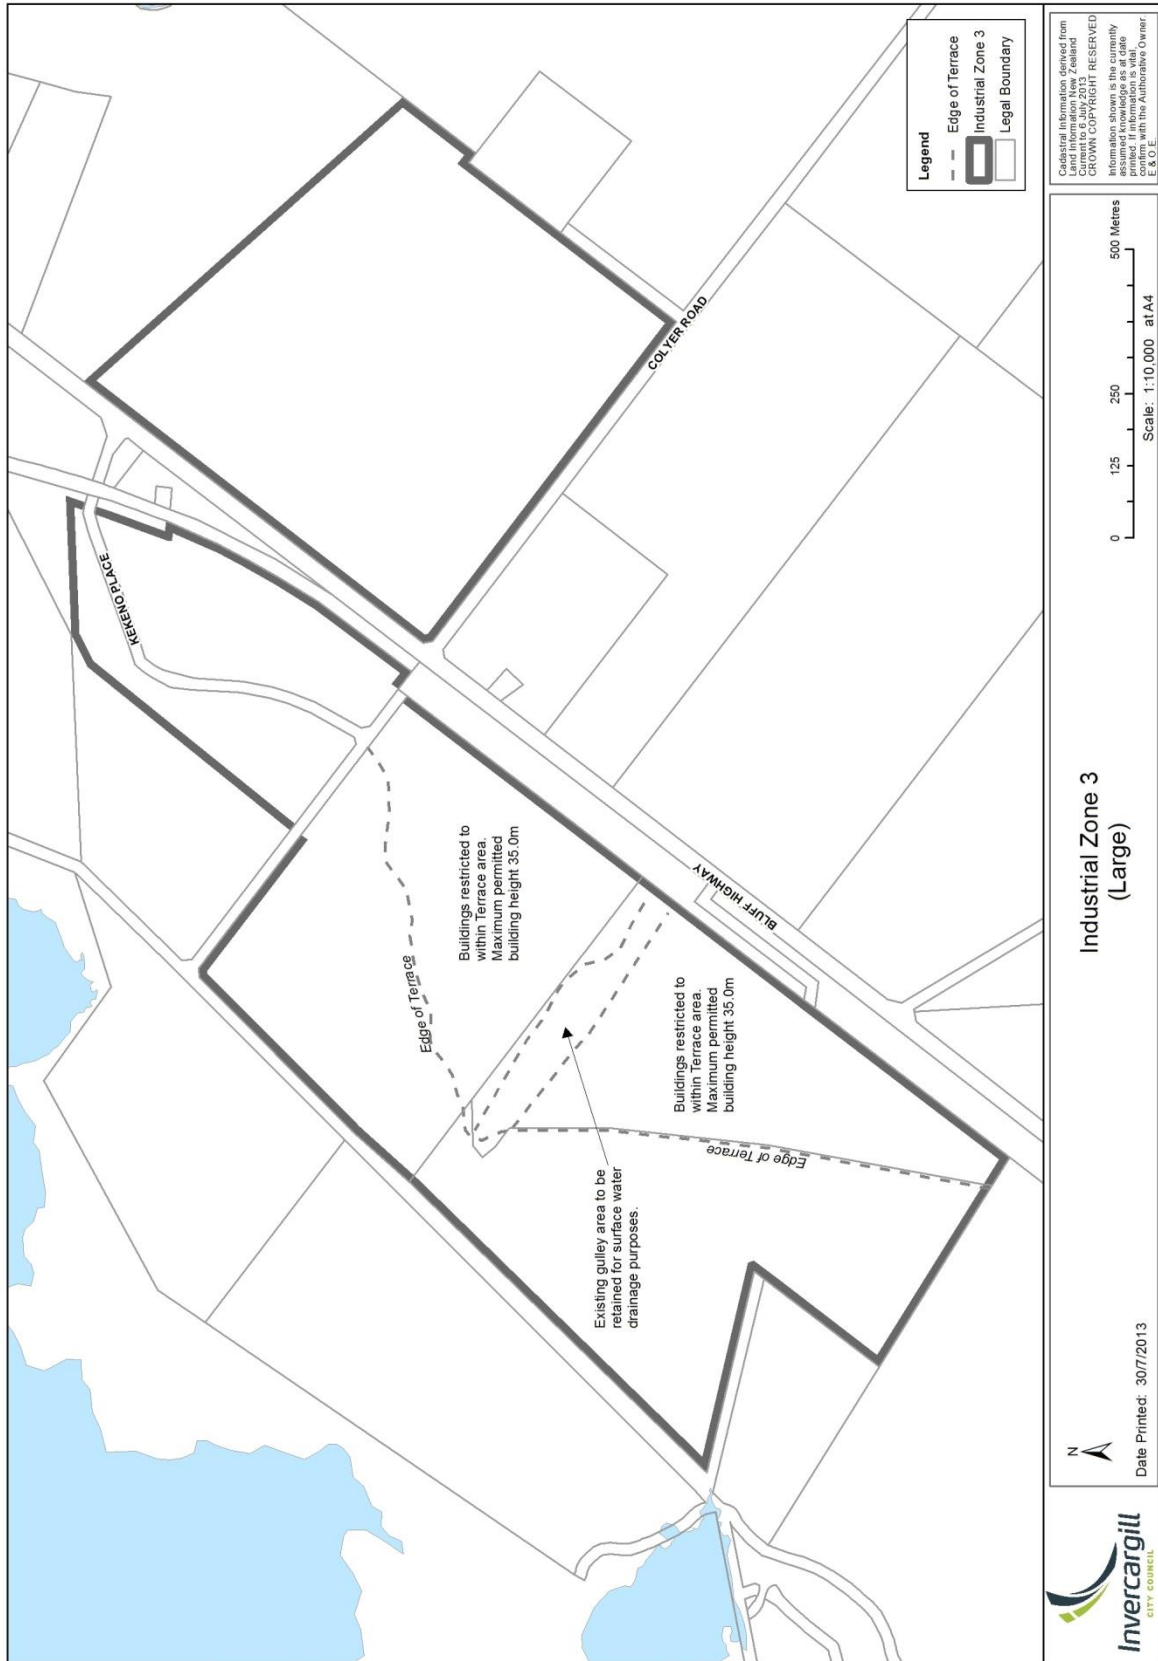 KEKENO PLACE
COLYER ROAD
BLUFF HIGHWAY
Edge of Terrace
Buildings restricted to
within Terrace area.
Maximum permitted
building height 35.0m
Buildings restricted to
within Terrace area.
Maximum permitted
building height 35.0m
Edge of Terrace
Existing gulley area to be
retained for surface water
drainage purposes.
Legend
Edge of Terrace
Industrial Zone 3
Legal Boundary
Invercargill
CITY COUNCIL
N
Date Printed: 30/7/2013
Industrial Zone 3
(Large)
0 125 250 500 Metres
Scale: 1:10,000 at A4
Cadastral Information derived from
Land Information New Zealand
Current to 6 July 2013
CROWN COPYRIGHT RESERVED
Information shown is the currently
assumed knowledge as at date
printed. If information is vital,
confirm with the Authorative Owner.
E & O E.